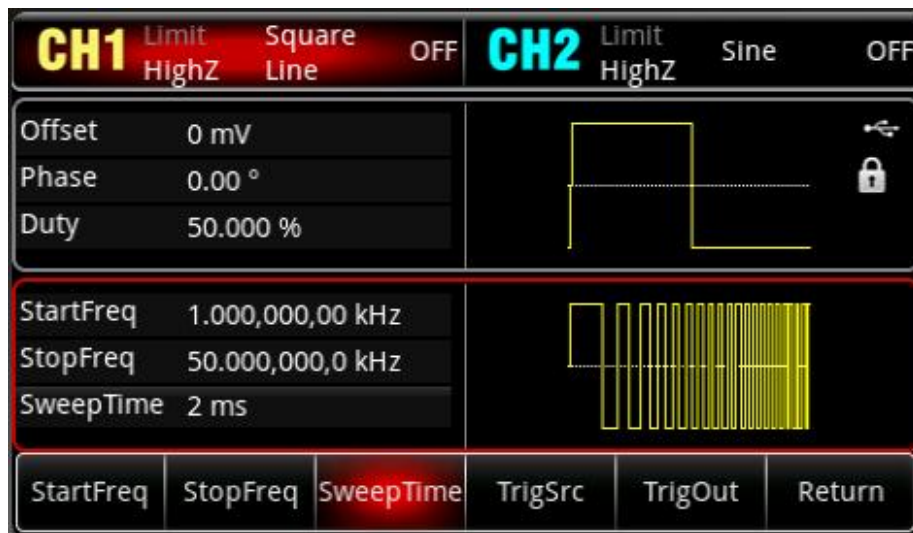 CH1 Limit Square OFF CH2 Limit Sine OFF
HighZ Line HighZ
Offset 0 mV
Phase 0.00 °
Duty 50.000 %
StartFreq 1.000,000,00 kHz
StopFreq 50.000,000,0 kHz
SweepTime 2 ms
StartFreq StopFreq SweepTime TrigSrc TrigOut Return